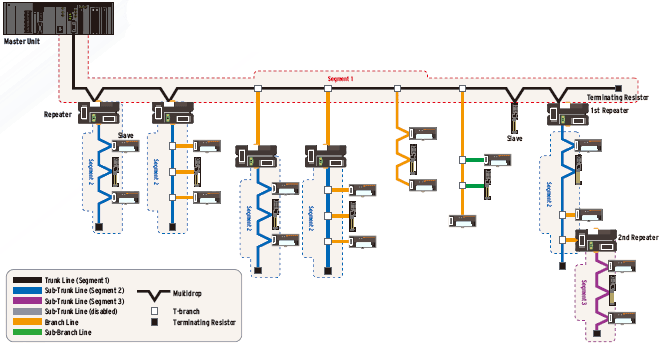 Master Unit
Segment 1
Terminating Resistor
Repeater
1st Repeater
Slave
Slave
Segment 2
Segment 2
Segment 2
Segment 2
Segment 2
2nd Repeater
Segment 3
Trunk Line (Segment 1)
Sub-Trunk Line (Segment 2)
Sub-Trunk Line (Segment 3)
Sub-Trunk Line (disabled)
Branch Line
Sub-Branch Line
Multidrop
T-branch
Terminating Resistor